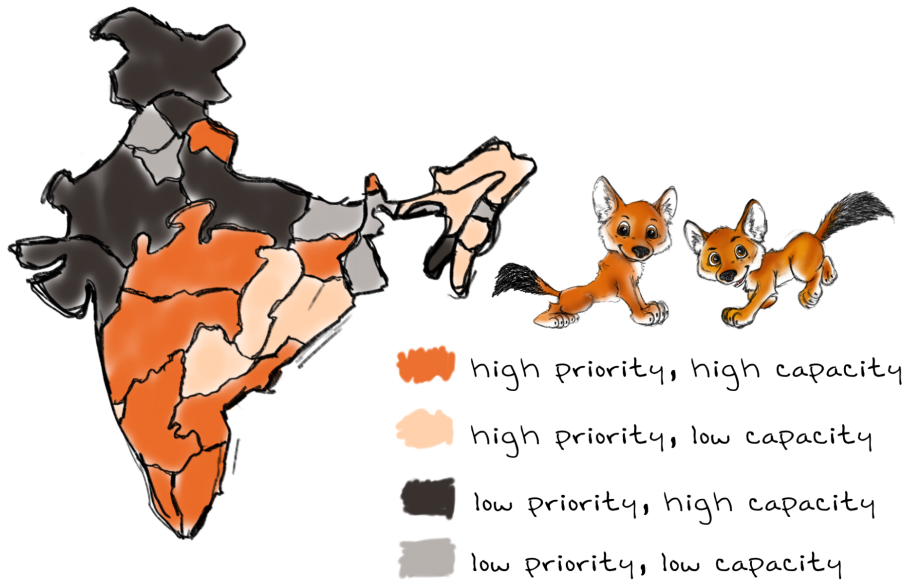 high priority, high capacity
high priority, low capacity
low priority, high capacity
low priority, low capacity